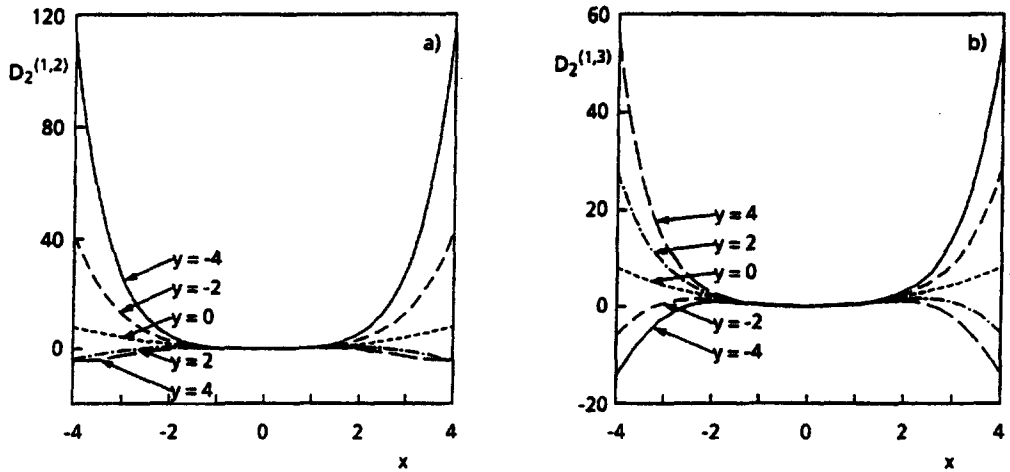 120
a)
D2(1,2)
80
40
y = -4
y = -2
y = 0
0
y = 2
y = 4
-4
-2
0
2
4
x
60
b)
D2(1,3)
40
20
y = 4
y = 2
y = 0
0
y = -2
y = -4
-20
-4
-2
0
2
4
x